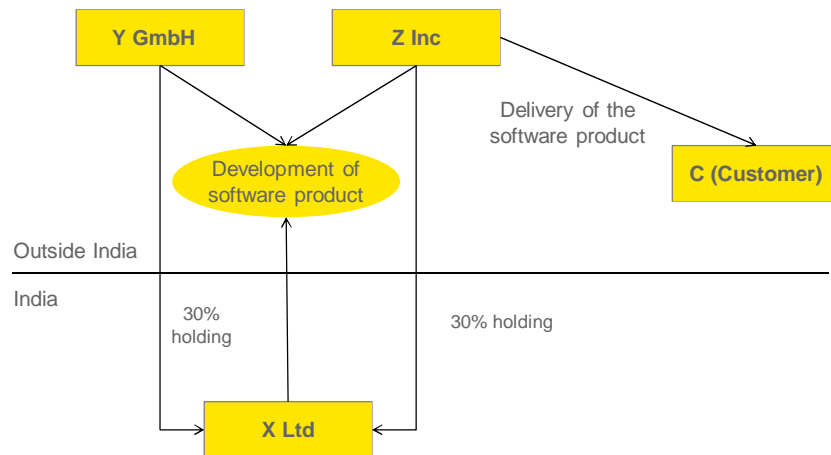 Y GmbH
Z Inc
Delivery of the
software product
C (Customer)
Development of
software product
Outside India
India
30%
holding
30% holding
X Ltd